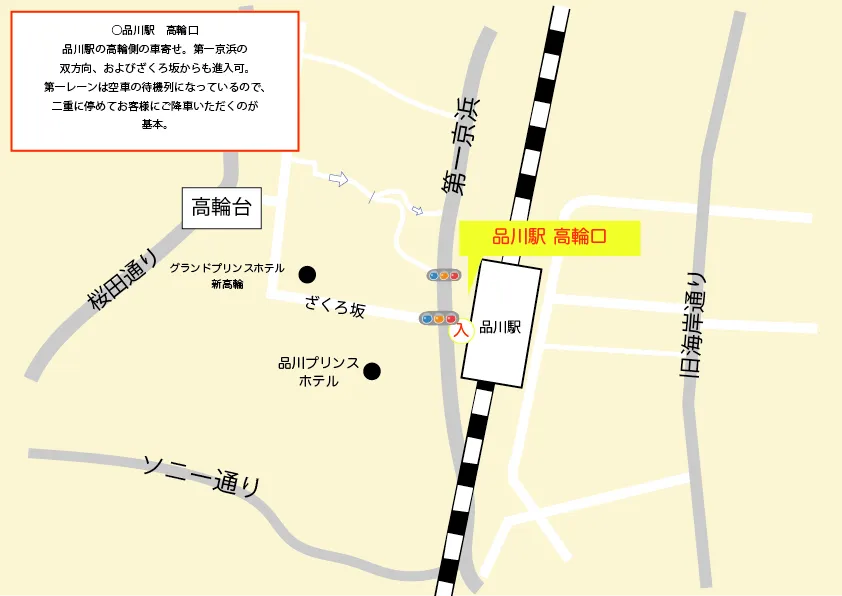 ○品川駅　高輪口
品川駅の高輪側の車寄せ。第一京浜の
双方向、およびざくろ坂からも進入可。
第一レーンは空車の待機列になっているので、
二重に停めてお客様にご降車いただくのが
基本。
第一京浜
高輪台
品川駅 高輪口
桜田通り
グランドプリンスホテル
新高輪
ざくろ坂
入
品川駅
旧海岸通り
品川プリンス
ホテル
ソニー通り